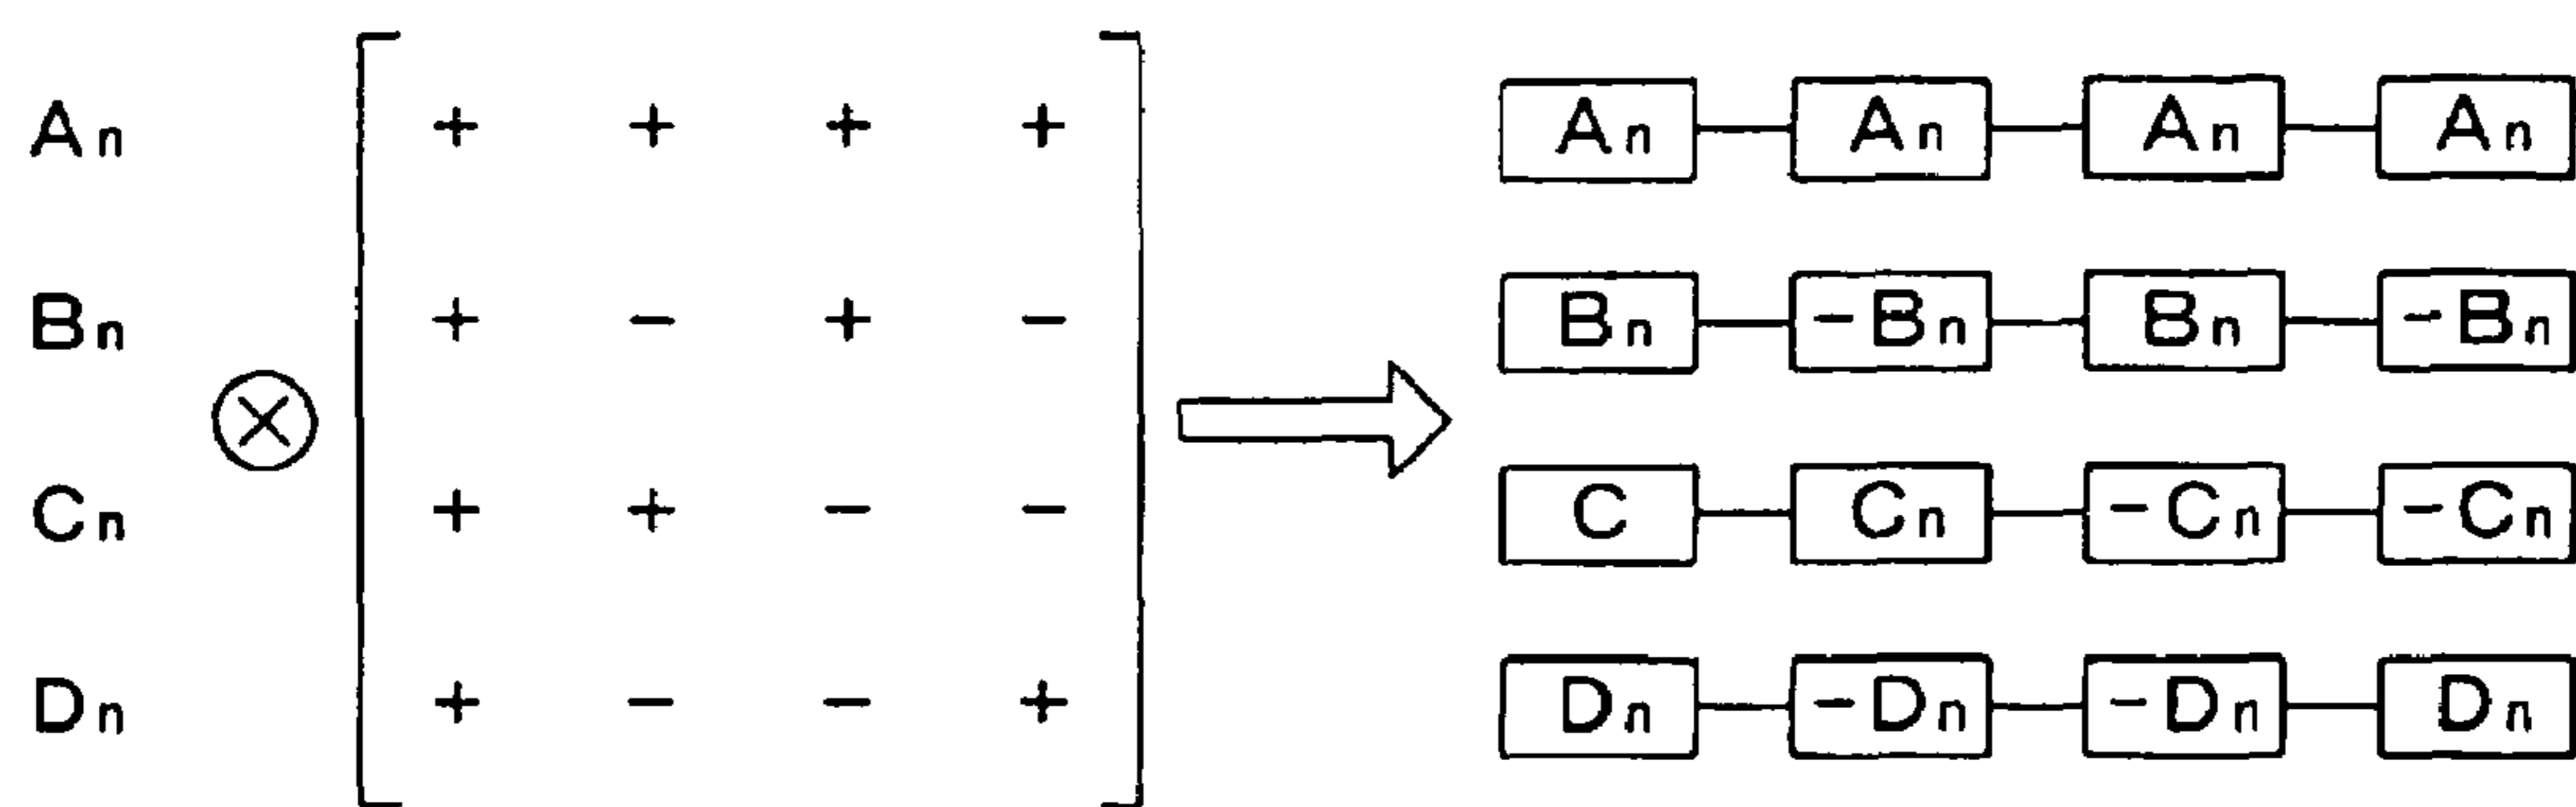 An + + + + An An An An
Bn + - + - Bn -Bn Bn -Bn
⊗
Cn + + - - C Cn -Cn -Cn
Dn + - - + Dn -Dn -Dn Dn